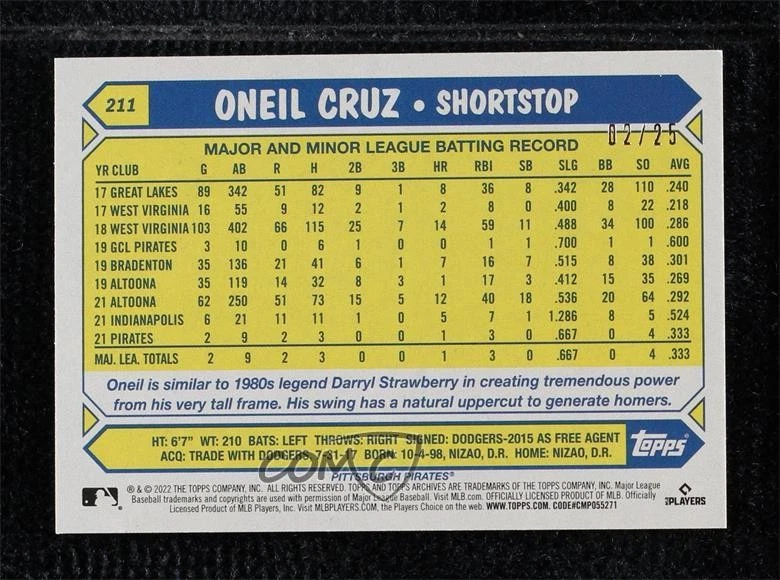 211 ONEIL CRUZ • SHORTSTOP
02/25
MAJOR AND MINOR LEAGUE BATTING RECORD
YR CLUB G AB R H 2B 3B HR RBI SB SLG BB SO AVG
17 GREAT LAKES 89 342 51 82 9 1 8 36 8 .342 28 110 .240
17 WEST VIRGINIA 16 55 9 12 2 1 2 8 0 .400 8 22 .218
18 WEST VIRGINIA 103 402 66 115 25 7 14 59 11 .488 34 100 .286
19 GCL PIRATES 3 10 0 6 1 0 0 1 1 .700 1 1 .600
19 BRADENTON 35 136 21 41 6 1 7 16 7 .515 8 38 .301
19 ALTOONA 35 119 14 32 8 3 1 17 3 .412 15 35 .269
21 ALTOONA 62 250 51 73 15 5 12 40 18 .536 20 64 .292
21 INDIANAPOLIS 6 21 11 11 1 0 5 7 1 1.286 8 5 .524
21 PIRATES 2 9 2 3 0 0 1 3 0 .667 0 4 .333
MAJ. LEA. TOTALS 2 9 2 3 0 0 1 3 0 .667 0 4 .333
Oneil is similar to 1980s legend Darryl Strawberry in creating tremendous power
from his very tall frame. His swing has a natural uppercut to generate homers.
HT: 6'7" WT: 210 BATS: LEFT THROWS: RIGHT SIGNED: DODGERS-2015 AS FREE AGENT
ACQ: TRADE WITH DODGERS, 7-31-17 BORN: 10-4-98, NIZAO, D.R. HOME: NIZAO, D.R.
topps
COMC
PITTSBURGH PIRATES®
® & © 2022 THE TOPPS COMPANY, INC. ALL RIGHTS RESERVED. TOPPS AND TOPPS ARCHIVES ARE TRADEMARKS OF THE TOPPS COMPANY, INC. Major League
Baseball trademarks and copyrights are used with permission of Major League Baseball. Visit MLB.com. OFFICIALLY LICENSED PRODUCT OF MLB. Officially
Licensed Product of MLB Players, Inc. Visit MLBPLAYERS.COM, the Players Choice on the web. WWW.TOPPS.COM. CODE#CMP055271
MLB PLAYERS